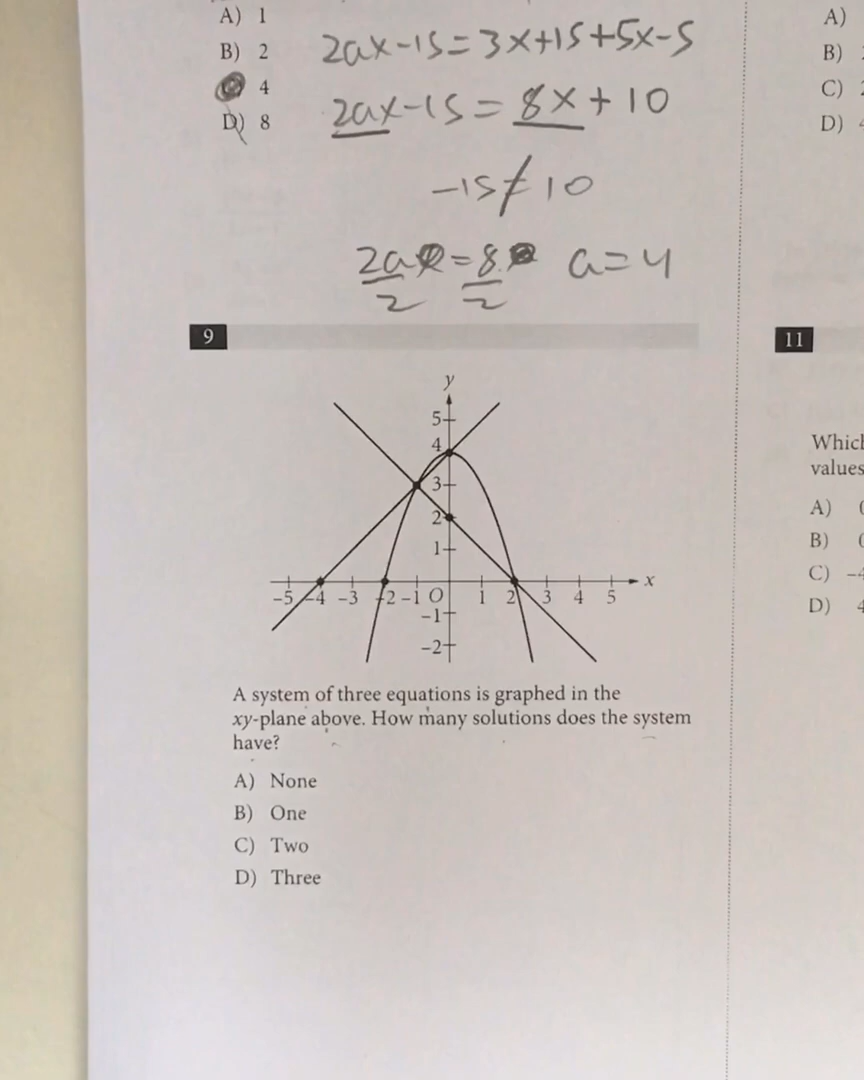 A) 1
B) 2
4
D) 8
2ax-15=3x+15+5x-5
2ax-15=8x+10
-15≠10
2a=8 a=4
2 2
9
y
5
4
3
2
1
-5 -4 -3 -2 -1 O 1 2 3 4 5 x
-1
-2
A system of three equations is graphed in the
xy-plane above. How many solutions does the system
have?
A) None
B) One
C) Two
D) Three
A)
B)
C)
D)
11
values
A)
B)
C)
D)